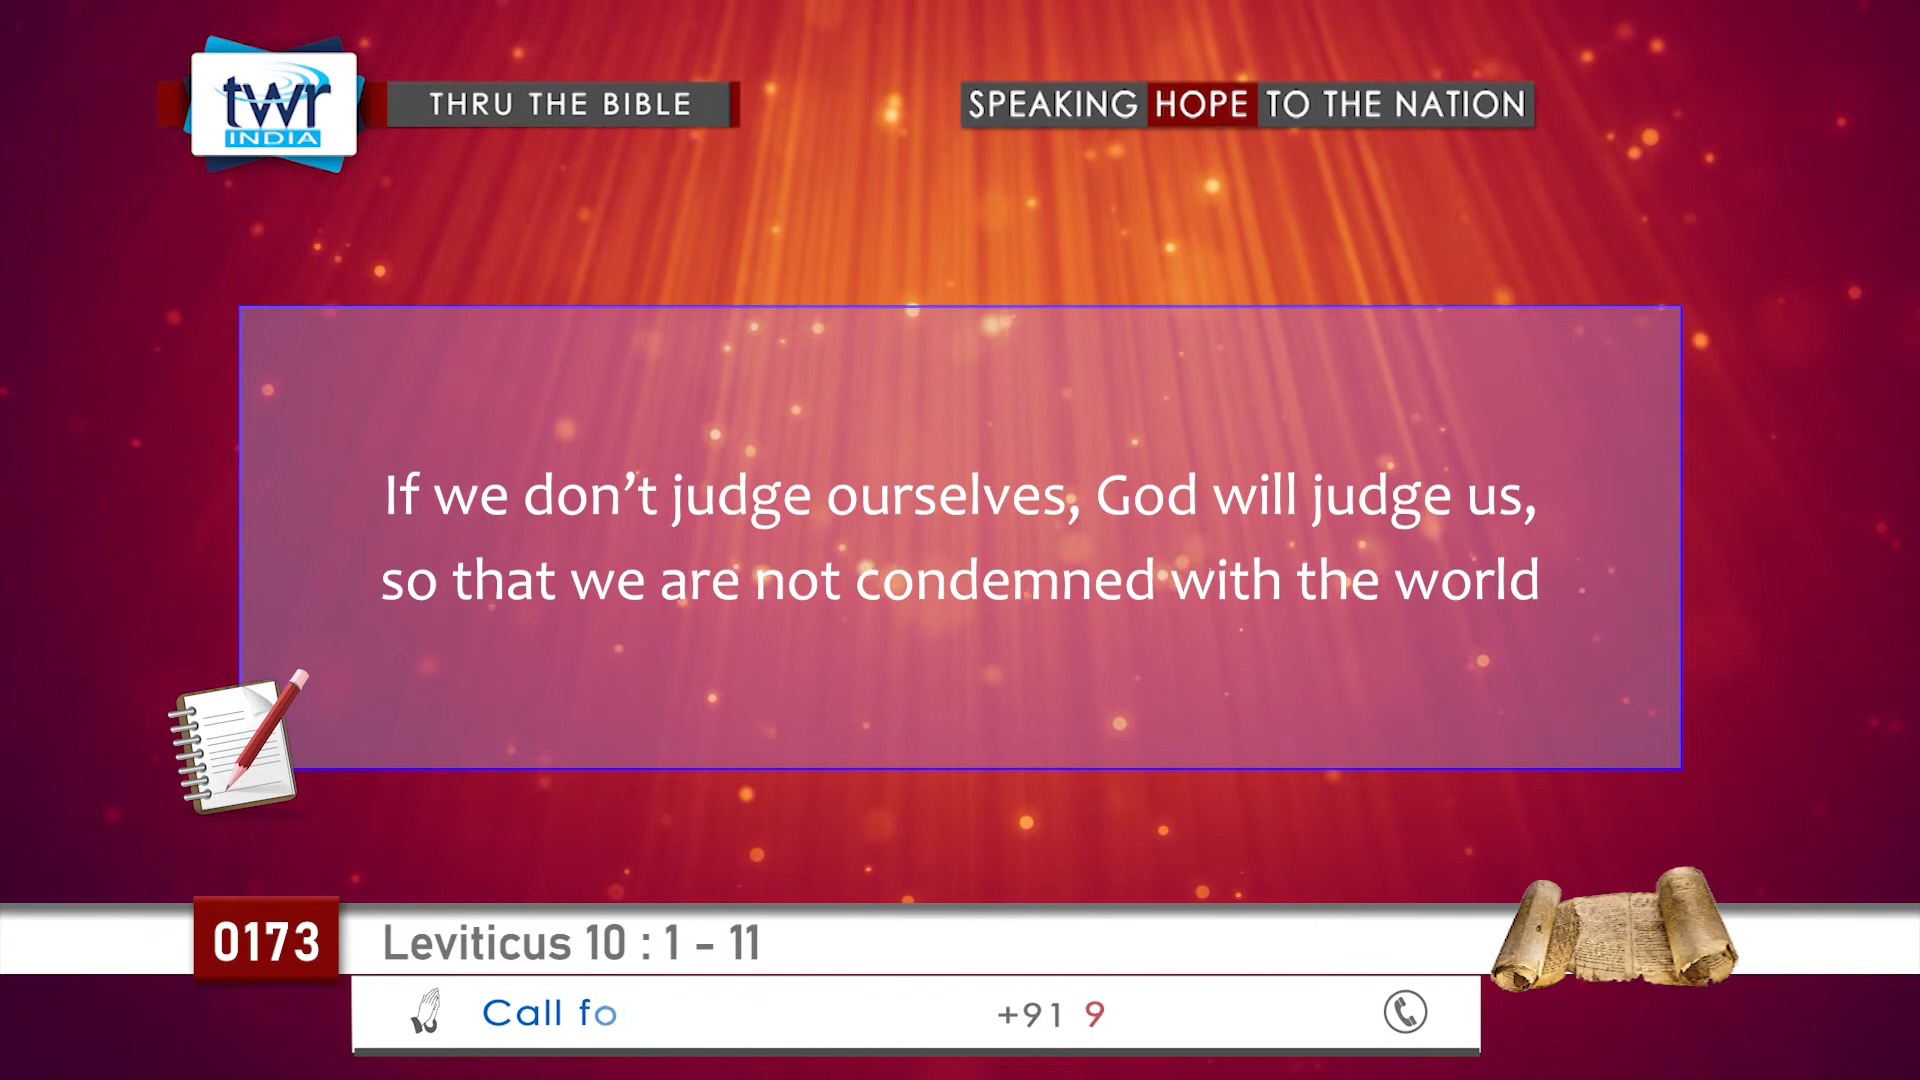 twr
INDIA
THRU THE BIBLE
SPEAKING HOPE TO THE NATION
If we don’t judge ourselves, God will judge us,
so that we are not condemned with the world
0173
Leviticus 10 : 1 - 11
Call fo
+91 9